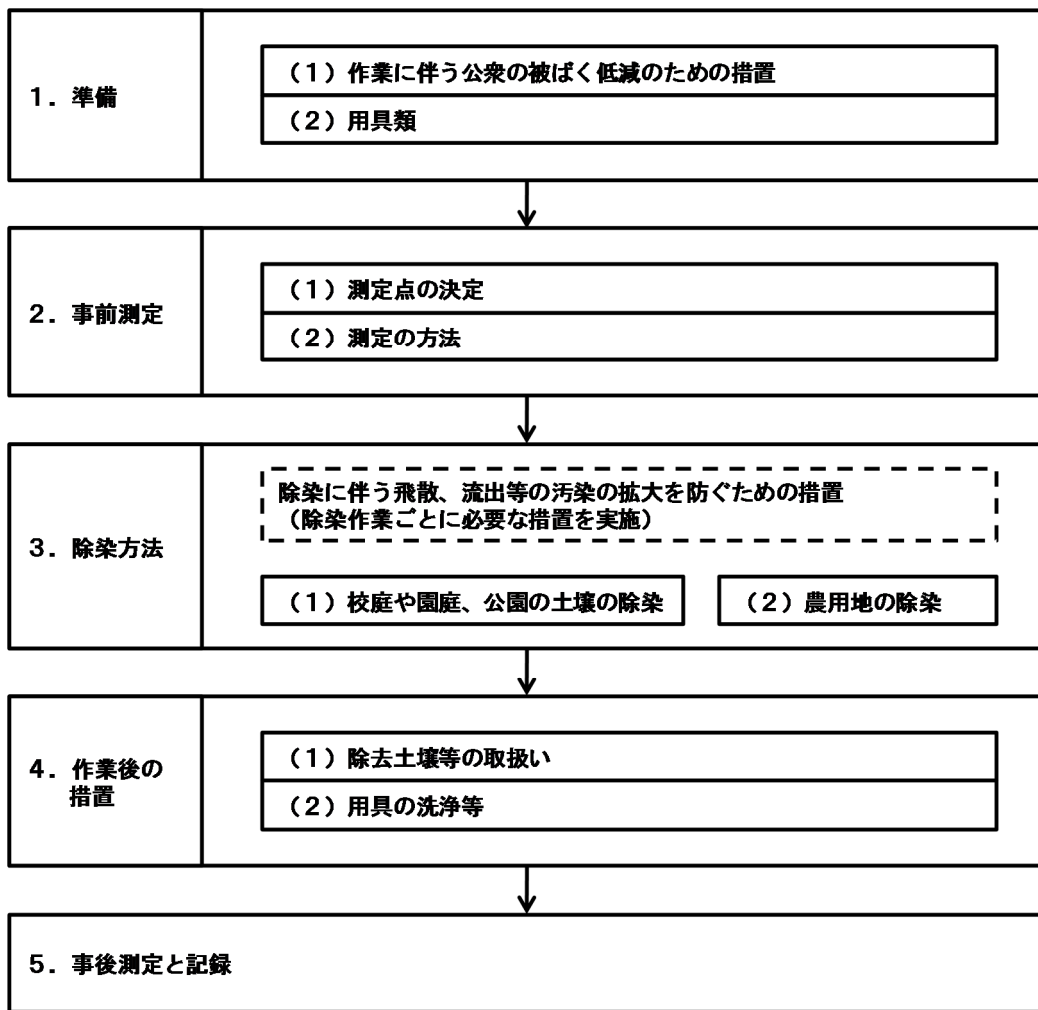 1．準備
（1）作業に伴う公衆の被ばく低減のための措置
（2）用具類
2．事前測定
（1）測定点の決定
（2）測定の方法
3．除染方法
除染に伴う飛散、流出等の汚染の拡大を防ぐための措置
（除染作業ごとに必要な措置を実施）
（1）校庭や園庭、公園の土壌の除染
（2）農用地の除染
4．作業後の
措置
（1）除去土壌等の取扱い
（2）用具の洗浄等
5．事後測定と記録